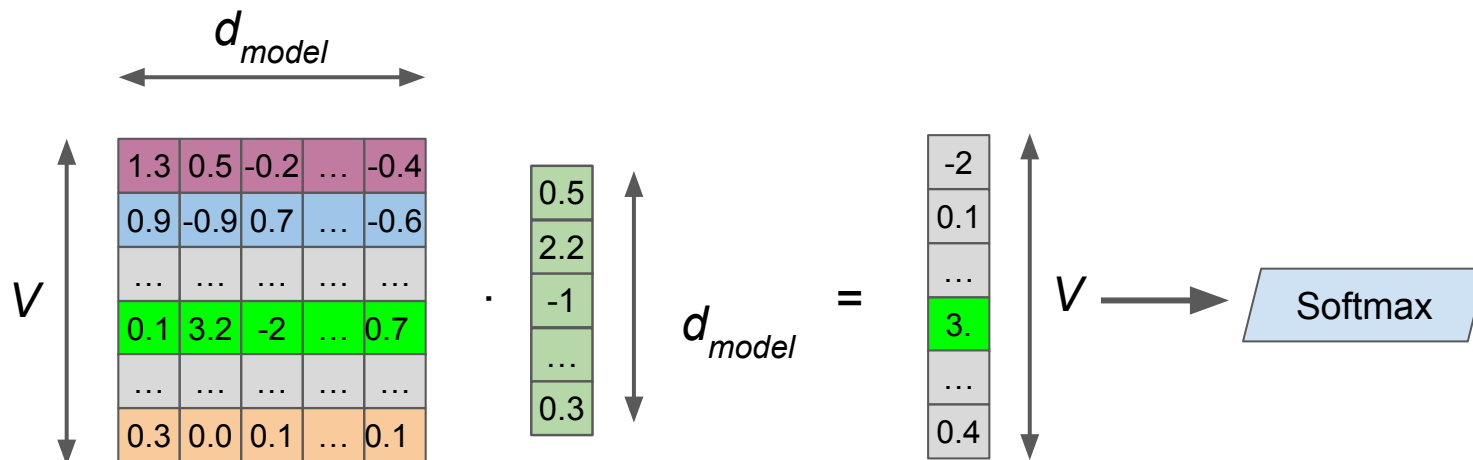 d_model
1.3 0.5 -0.2 … -0.4
0.9 -0.9 0.7 … -0.6
… … … … …
0.1 3.2 -2 … 0.7
… … … … …
0.3 0.0 0.1 … 0.1
V
·
0.5
2.2
-1
…
0.3
d_model
=
-2
0.1
…
3.
…
0.4
V
Softmax